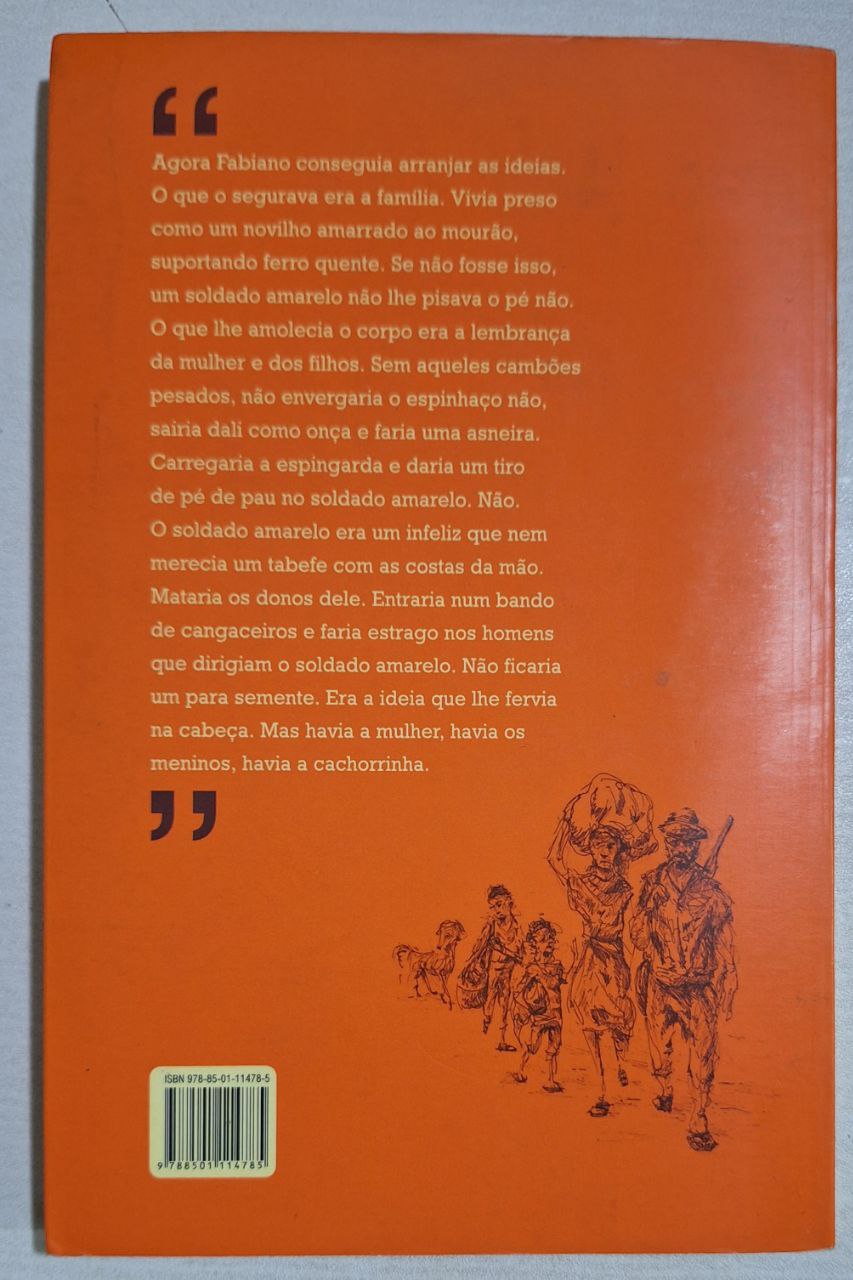 “
Agora Fabiano conseguia arranjar as ideias.
O que o segurava era a família. Vivia preso
como um novilho amarrado ao mourão,
suportando ferro quente. Se não fosse isso,
um soldado amarelo não lhe pisava o pé não.
O que lhe amolecia o corpo era a lembrança
da mulher e dos filhos. Sem aqueles cambões
pesados, não envergaria o espinhaço não,
sairia dali como onça e faria uma asneira.
Carregaria a espingarda e daria um tiro
de pé de pau no soldado amarelo. Não.
O soldado amarelo era um infeliz que nem
merecia um tabefe com as costas da mão.
Mataria os donos dele. Entraria num bando
de cangaceiros e faria estrago nos homens
que dirigiam o soldado amarelo. Não ficaria
um para semente. Era a ideia que lhe fervia
na cabeça. Mas havia a mulher, havia os
meninos, havia a cachorrinha.
”
ISBN 978-85-01-11478-5
9 788501 114785